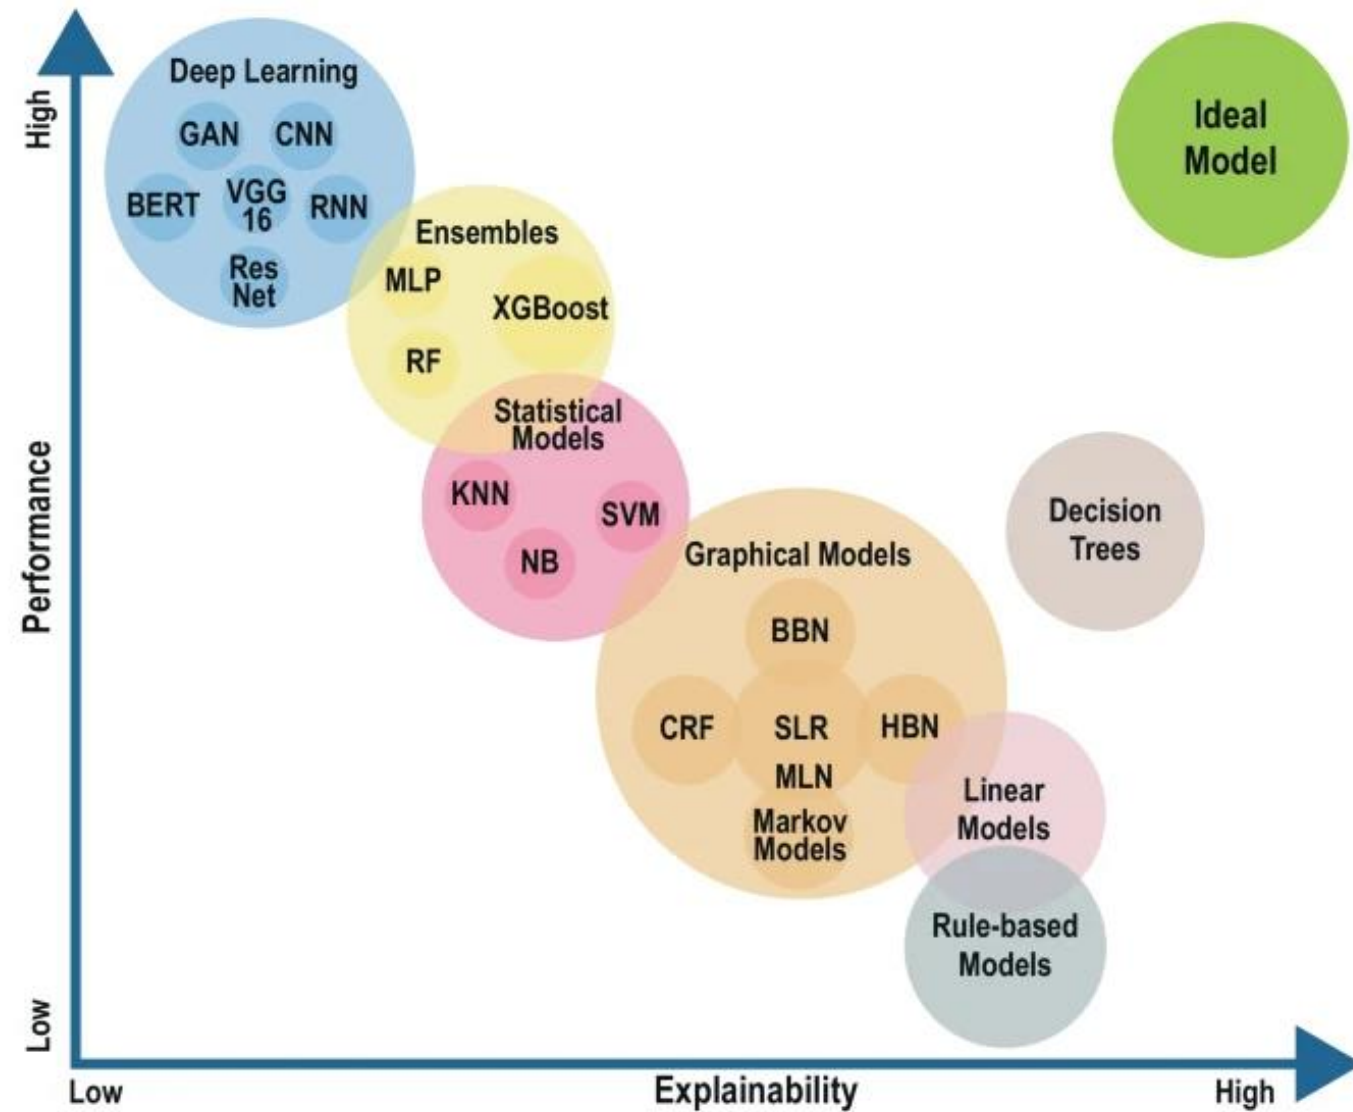 High
Performance
Low
Deep Learning
GAN
CNN
BERT
VGG
16
RNN
Res
Net
Ensembles
MLP
XGBoost
RF
Statistical
Models
KNN
SVM
NB
Graphical Models
BBN
CRF
SLR
HBN
MLN
Markov
Models
Ideal
Model
Decision
Trees
Linear
Models
Rule-based
Models
Low
Explainability
High